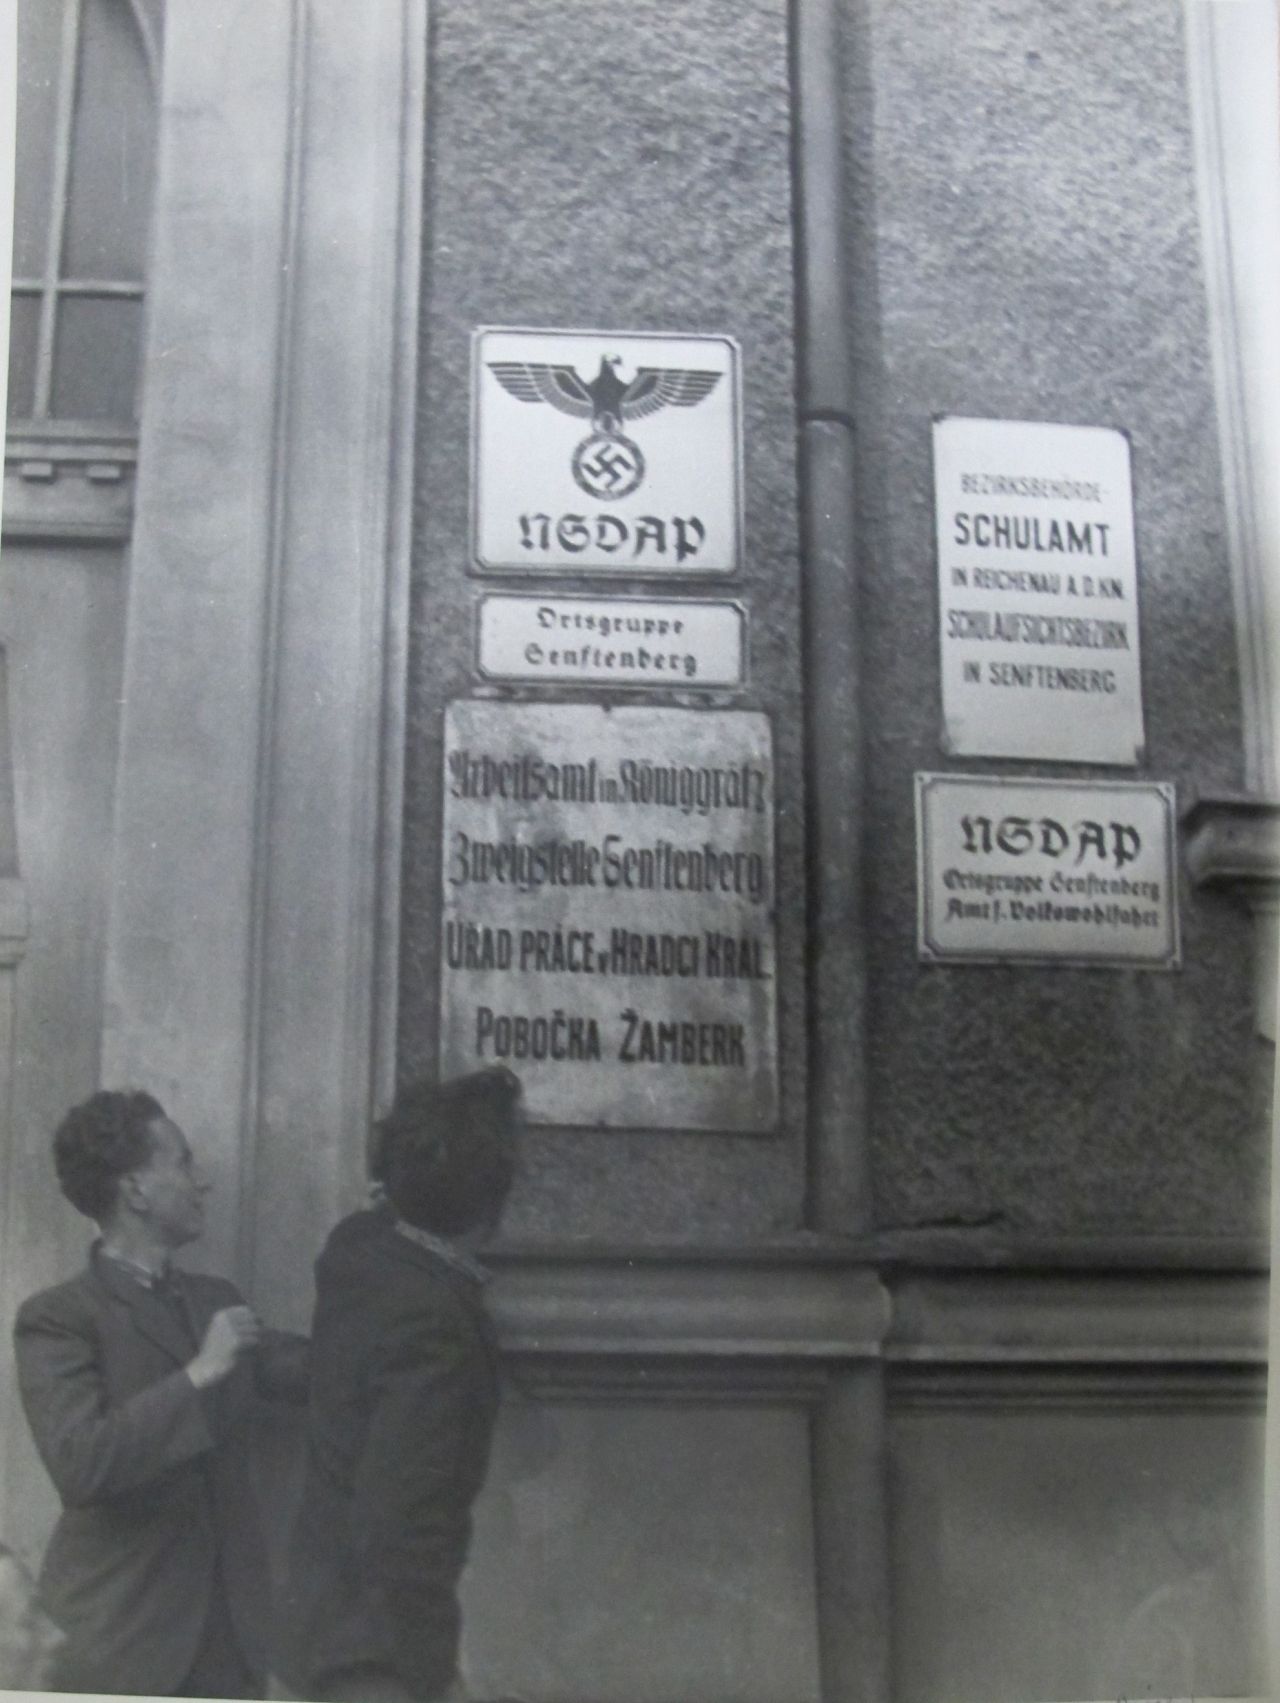 NSDAP
Ortsgruppe
Senftenberg
Arbeitsamt in Königgrätz
Zweigstelle Senftenberg
UŘAD PRÁCE v HRADCI KRÁL.
POBOČKA ŽAMBERK
BEZIRKSBEHÖRDE-
SCHULAMT
IN REICHENAU A. D. KN.
SCHULAUFSICHTSBEZIRK
IN SENFTENBERG
NSDAP
Ortsgruppe Senftenberg
Amt f. Volkswohlfahrt